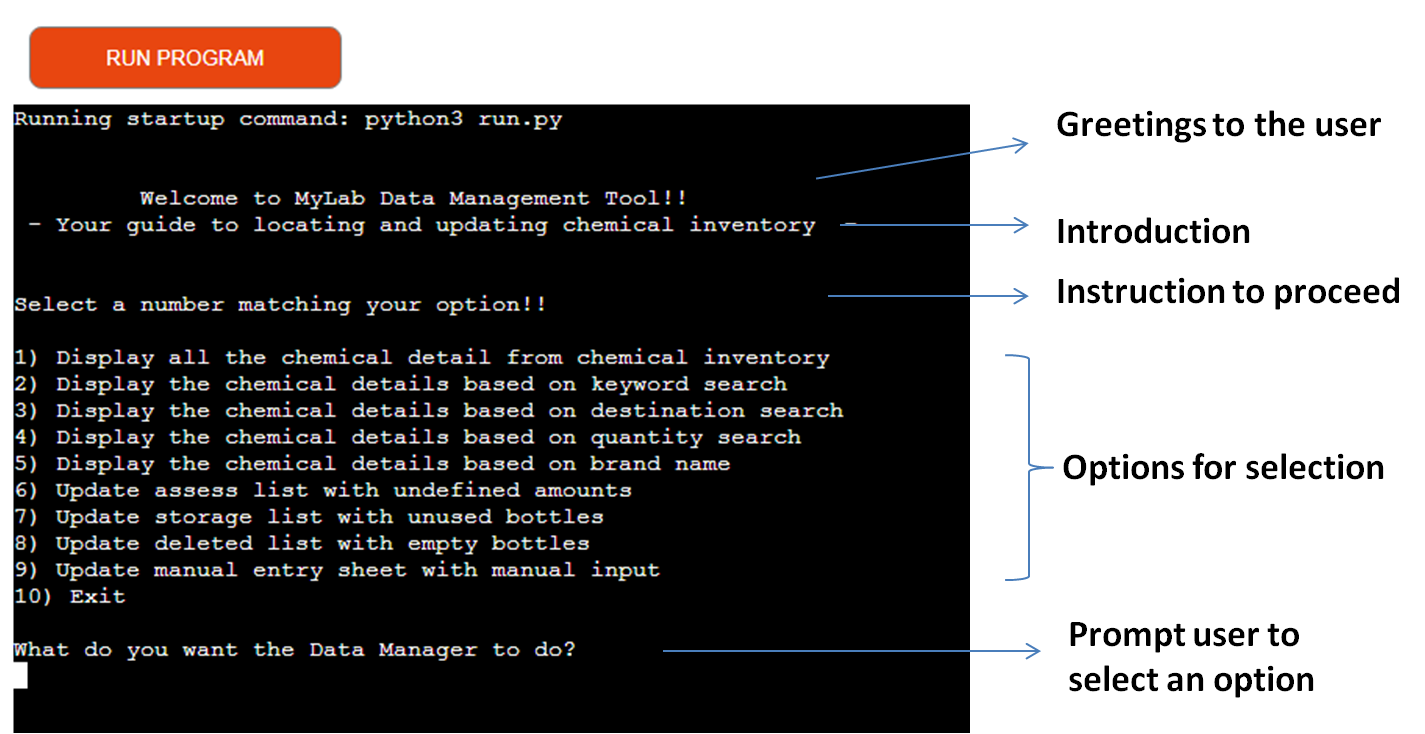 RUN PROGRAM
Running startup command: python3 run.py
Welcome to MyLab Data Management Tool!!
- Your guide to locating and updating chemical inventory -
Select a number matching your option!!
1) Display all the chemical detail from chemical inventory
2) Display the chemical details based on keyword search
3) Display the chemical details based on destination search
4) Display the chemical details based on quantity search
5) Display the chemical details based on brand name
6) Update assess list with undefined amounts
7) Update storage list with unused bottles
8) Update deleted list with empty bottles
9) Update manual entry sheet with manual input
10) Exit
What do you want the Data Manager to do?
Greetings to the user
Introduction
Instruction to proceed
Options for selection
Prompt user to
select an option